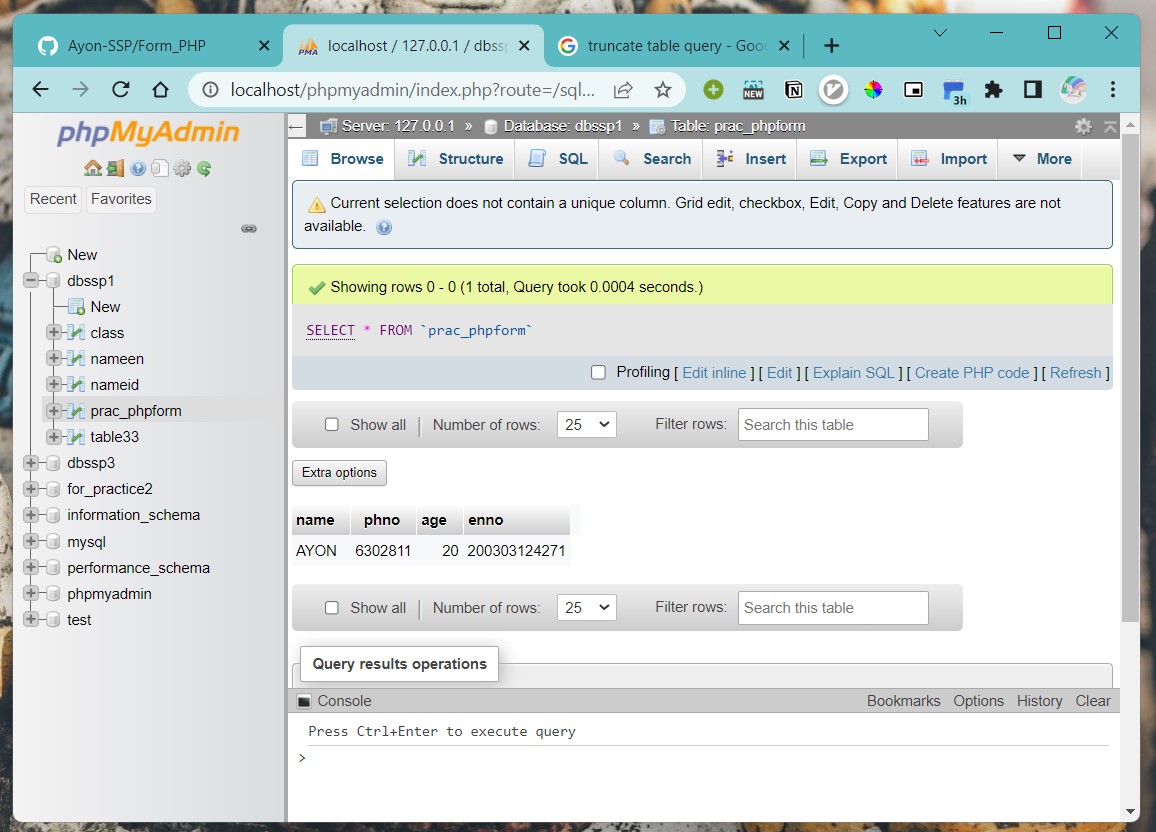 Ayon-SSP/Form_PHP
localhost / 127.0.0.1 / dbssp
truncate table query - Goo
localhost/phpmyadmin/index.php?route=/sql...
NEW
3h
phpMyAdmin
Recent
Favorites
New
dbssp1
New
class
nameen
nameid
prac_phpform
table33
dbssp3
for_practice2
information_schema
mysql
performance_schema
phpmyadmin
test
Server: 127.0.0.1 » Database: dbssp1 » Table: prac_phpform
Browse Structure SQL Search Insert Export Import More
Current selection does not contain a unique column. Grid edit, checkbox, Edit, Copy and Delete features are not
available.
Showing rows 0 - 0 (1 total, Query took 0.0004 seconds.)
SELECT * FROM `prac_phpform`
Profiling [ Edit inline ] [ Edit ] [ Explain SQL ] [ Create PHP code ] [ Refresh ]
Show all | Number of rows: 25 Filter rows: Search this table
Extra options
name phno age enno
AYON 6302811 20 200303124271
Show all | Number of rows: 25 Filter rows: Search this table
Query results operations
Console Bookmarks Options History Clear
Press Ctrl+Enter to execute query
>